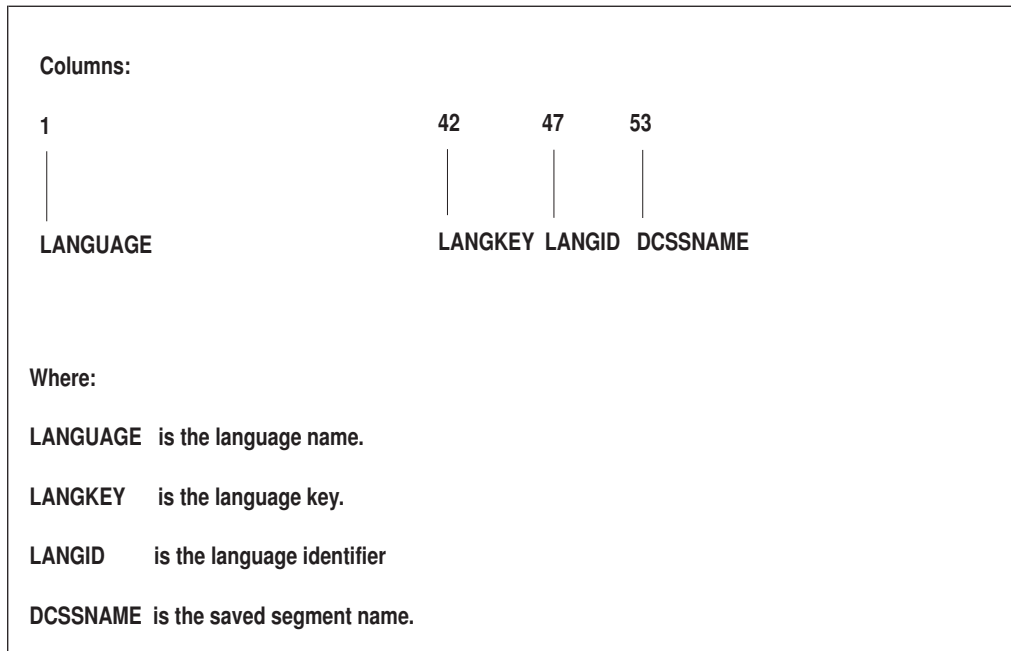 Columns:
1 42 47 53
LANGUAGE LANGKEY LANGID DCSSNAME
Where:
LANGUAGE is the language name.
LANGKEY is the language key.
LANGID is the language identifier
DCSSNAME is the saved segment name.